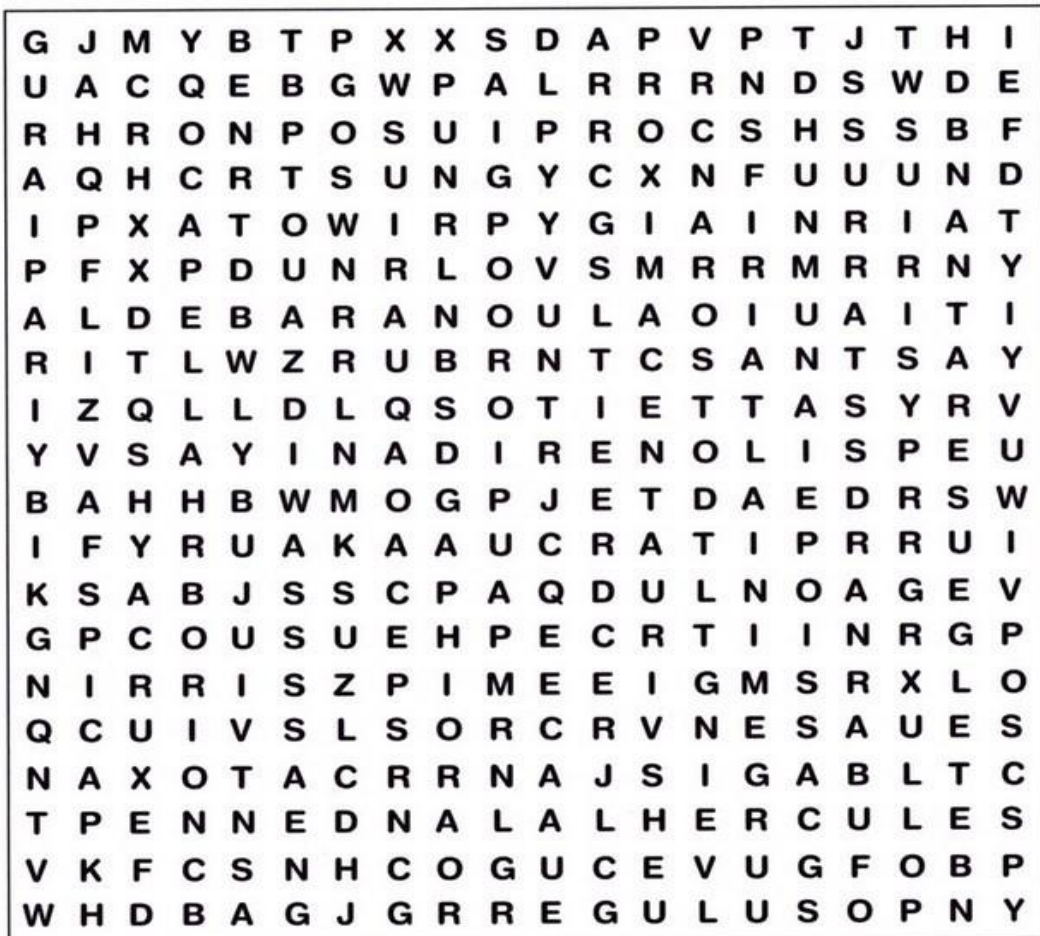 G J M Y B T P X X S D A P V P T J T H I
U A C Q E B G W P A L R R R N D S W D E
R H R O N P O S U I P R O C S H S S B F
A Q H C R T S U N G Y C X N F U U U N D
I P X A T O W I R P Y G I A I N R I A T
P F X P D U N R L O V S M R R M R R N Y
A L D E B A R A N O U L A O I U A I T I
R I T L W Z R U B R N T C S A N T S A Y
I Z Q L L D L Q S O T I E T T A S Y R V
Y V S A Y I N A D I R E N O L I S P E U
B A H H B W M O G P J E T D A E D R S W
I F Y R U A K A A U C R A T I P R R U I
K S A B J S S C P A Q D U L N O A G E V
G P C O U S U E H P E C R T I I N R G P
N I R R I S Z P I M E E I G M S R X L O
Q C U I V S L S O R C R V N E S A U E S
N A X O T A C R R N A J S I G A B L T C
T P E N N E D N A L A L H E R C U L E S
V K F C S N H C O G U C E V U G F O B P
W H D B A G J G R R E G U L U S O P N Y